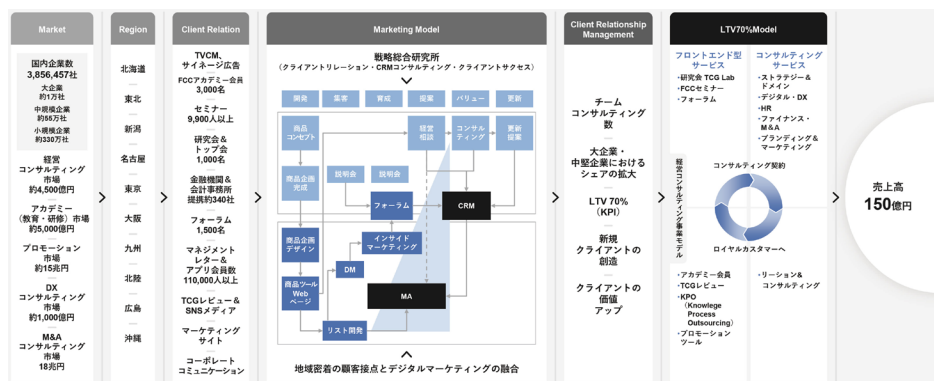 Market
国内企業数
3,856,457社
大企業
約1万社
中規模企業
約55万社
小規模企業
約330万社
経営
コンサルティング
市場
約4,500億円
アカデミー
（教育・研修）市場
約5,000億円
プロモーション
市場
約15兆円
DX
コンサルティング
市場
約1,000億円
M&A
コンサルティング
市場
18兆円
Region
北海道
東北
新潟
名古屋
東京
大阪
九州
北陸
広島
沖縄
Client Relation
TVCM、
サイネージ広告
FCCアカデミー会員
3,000名
セミナー
9,900人以上
研究会＆
トップ会
1,000名
金融機関＆
会計事務所
提携約340社
フォーラム
1,500名
マネジメント
レター＆
アプリ会員数
110,000人以上
TCGレビュー＆
SNSメディア
マーケティング
サイト
コーポレート
コミュニケーション
Marketing Model
戦略総合研究所
（クライアントリレーション・CRMコンサルティング・クライアントサクセス）
開発
集客
育成
提案
バリュー
更新
商品
コンセプト
経営
相談
コンサル
ティング
更新
提案
商品企画
完成
説明会
説明会
フォーラム
CRM
商品企画
デザイン
インサイド
マーケティング
DM
商品ツール
Web
ページ
MA
リスト開発
地域密着の顧客接点とデジタルマーケティングの融合
Client Relationship
Management
チーム
コンサルティング
数
大企業・
中堅企業における
シェアの拡大
LTV 70%
（KPI）
新規
クライアントの
創造
クライアントの
価値
アップ
LTV70%Model
フロントエンド型
サービス
・研究会 TCG Lab
・FCCセミナー
・フォーラム
コンサルティング
サービス
・ストラテジー＆
ドメイン
・デジタル・DX
・HR
・ファイナンス・
M&A
・ブランディング＆
マーケティング
経営コンサルティング事業モデル
コンサルティング契約
ロイヤルカスタマーへ
・アカデミー会員
・TCGレビュー
・KPO
（Knowlege
Process
Outsourcing）
・プロモーション
ツール
・リーション＆
コンサルティング
売上高
150億円